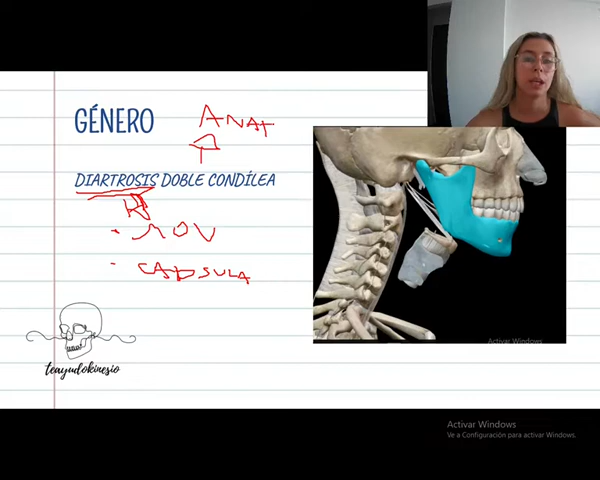 GÉNERO
ANAT
DIARTROSIS DOBLE CONDÍLEA
MOV
CAPSULA
teayudokinesio
Activar Windows
Activar Windows
Ve a Configuración para activar Windows.